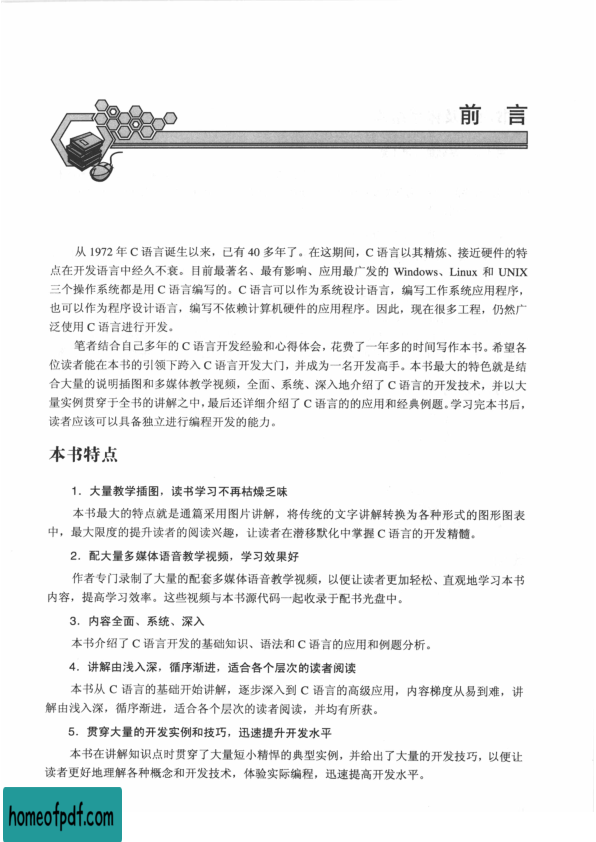 前 言
从 1972 年 C 语言诞生以来，已有 40 多年了。在这期间，C 语言以其精炼、接近硬件的特
点在开发语言中经久不衰。目前最著名、最有影响、应用最广发的 Windows、Linux 和 UNIX
三个操作系统都是用 C 语言编写的。C 语言可以作为系统设计语言，编写工作系统应用程序，
也可以作为程序设计语言，编写不依赖计算机硬件的应用程序。因此，现在很多工程，仍然广
泛使用 C 语言进行开发。
笔者结合自己多年的 C 语言开发经验和心得体会，花费了一年多的时间写作本书。希望各
位读者能在本书的引领下跨入 C 语言开发大门，并成为一名开发高手。本书最大的特色就是结
合大量的说明插图和多媒体教学视频，全面、系统、深入地介绍了 C 语言的开发技术，并以大
量实例贯穿于全书的讲解之中，最后还详细介绍了 C 语言的的应用和经典例题。学习完本书后，
读者应该可以具备独立进行编程开发的能力。
本书特点
1．大量教学插图，读书学习不再枯燥乏味
本书最大的特点就是通篇采用图片讲解，将传统的文字讲解转换为各种形式的图形图表
中，最大限度的提升读者的阅读兴趣，让读者在潜移默化中掌握 C 语言的开发精髓。
2．配大量多媒体语音教学视频，学习效果好
作者专门录制了大量的配套多媒体语音教学视频，以便让读者更加轻松、直观地学习本书
内容，提高学习效率。这些视频与本书源代码一起收录于配书光盘中。
3．内容全面、系统、深入
本书介绍了 C 语言开发的基础知识、语法和 C 语言的应用和例题分析。
4．讲解由浅入深，循序渐进，适合各个层次的读者阅读
本书从 C 语言的基础开始讲解，逐步深入到 C 语言的高级应用，内容梯度从易到难，讲
解由浅入深，循序渐进，适合各个层次的读者阅读，并均有所获。
5．贯穿大量的开发实例和技巧，迅速提升开发水平
本书在讲解知识点时贯穿了大量短小精悍的典型实例，并给出了大量的开发技巧，以便让
读者更好地理解各种概念和开发技术，体验实际编程，迅速提高开发水平。
homeofpdf.com